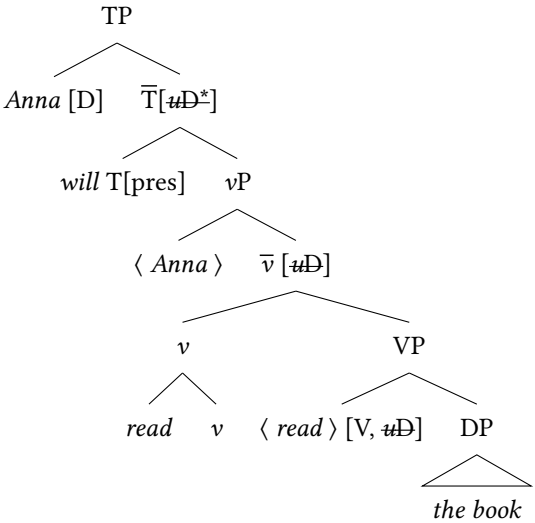 TP
Anna [D] T̅[uD*]
will T[pres] vP
⟨ Anna ⟩ v̅ [uD]
v VP
read v ⟨ read ⟩ [V, uD] DP
the book